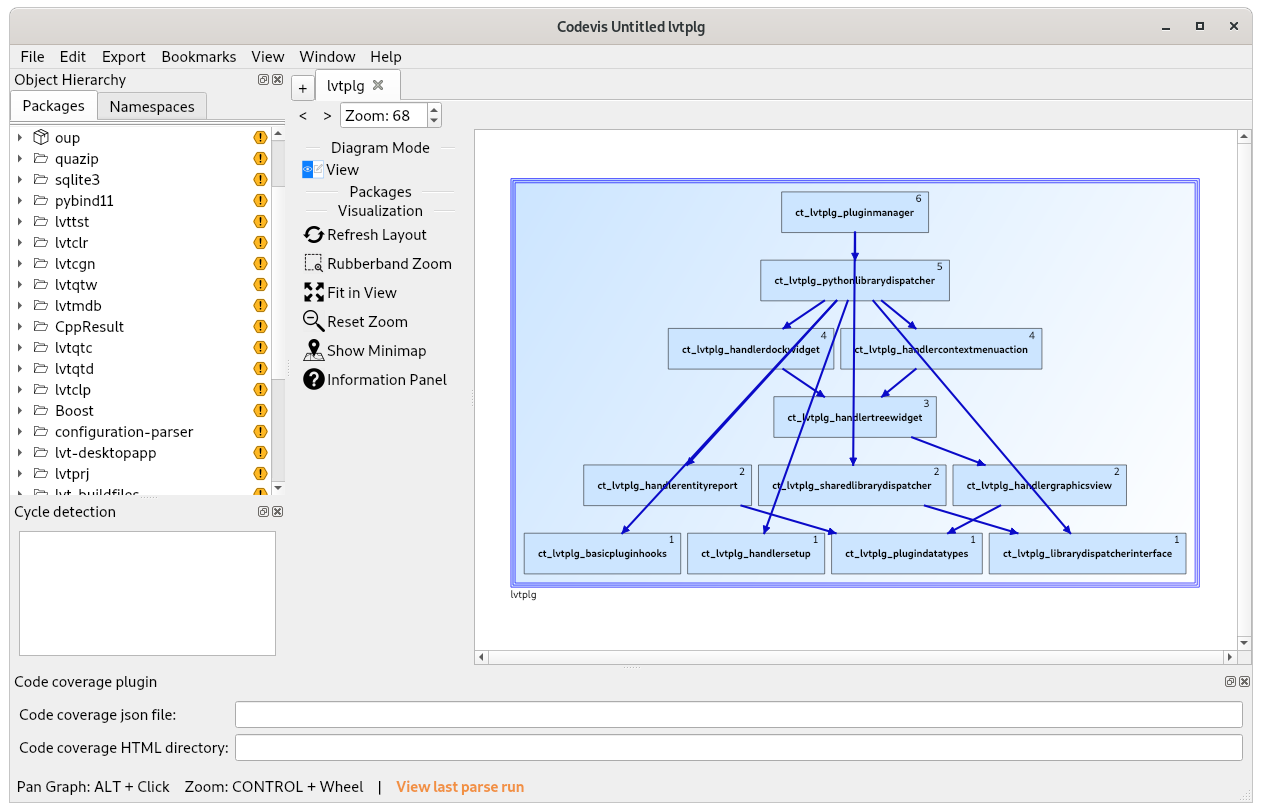 Codevis Untitled lvtplg
File Edit Export Bookmarks View Window Help
Object Hierarchy
Packages Namespaces
oup
quazip
sqlite3
pybind11
lvttst
lvtclr
lvtcgn
lvtqtw
lvtmdb
CppResult
lvtqtc
lvtqtd
lvtclp
Boost
configuration-parser
lvt-desktopapp
lvtprj
lvt-buildfiles
Cycle detection
+ lvtplg
< > Zoom: 68
Diagram Mode
View
Packages
Visualization
Refresh Layout
Rubberband Zoom
Fit in View
Reset Zoom
Show Minimap
? Information Panel
6
ct_lvtplg_pluginmanager
5
ct_lvtplg_pythonlibrarydispatcher
4 4
ct_lvtplg_handlerdockwidget ct_lvtplg_handlercontextmenuaction
3
ct_lvtplg_handlertreewidget
2 2 2
ct_lvtplg_handlerentityreport ct_lvtplg_sharedlibrarydispatcher ct_lvtplg_handlergraphicsview
1 1 1 1
ct_lvtplg_basicpluginhooks ct_lvtplg_handlersetup ct_lvtplg_plugindatatypes ct_lvtplg_librarydispatcherinterface
lvtplg
Code coverage plugin
Code coverage json file:
Code coverage HTML directory:
Pan Graph: ALT + Click Zoom: CONTROL + Wheel | View last parse run